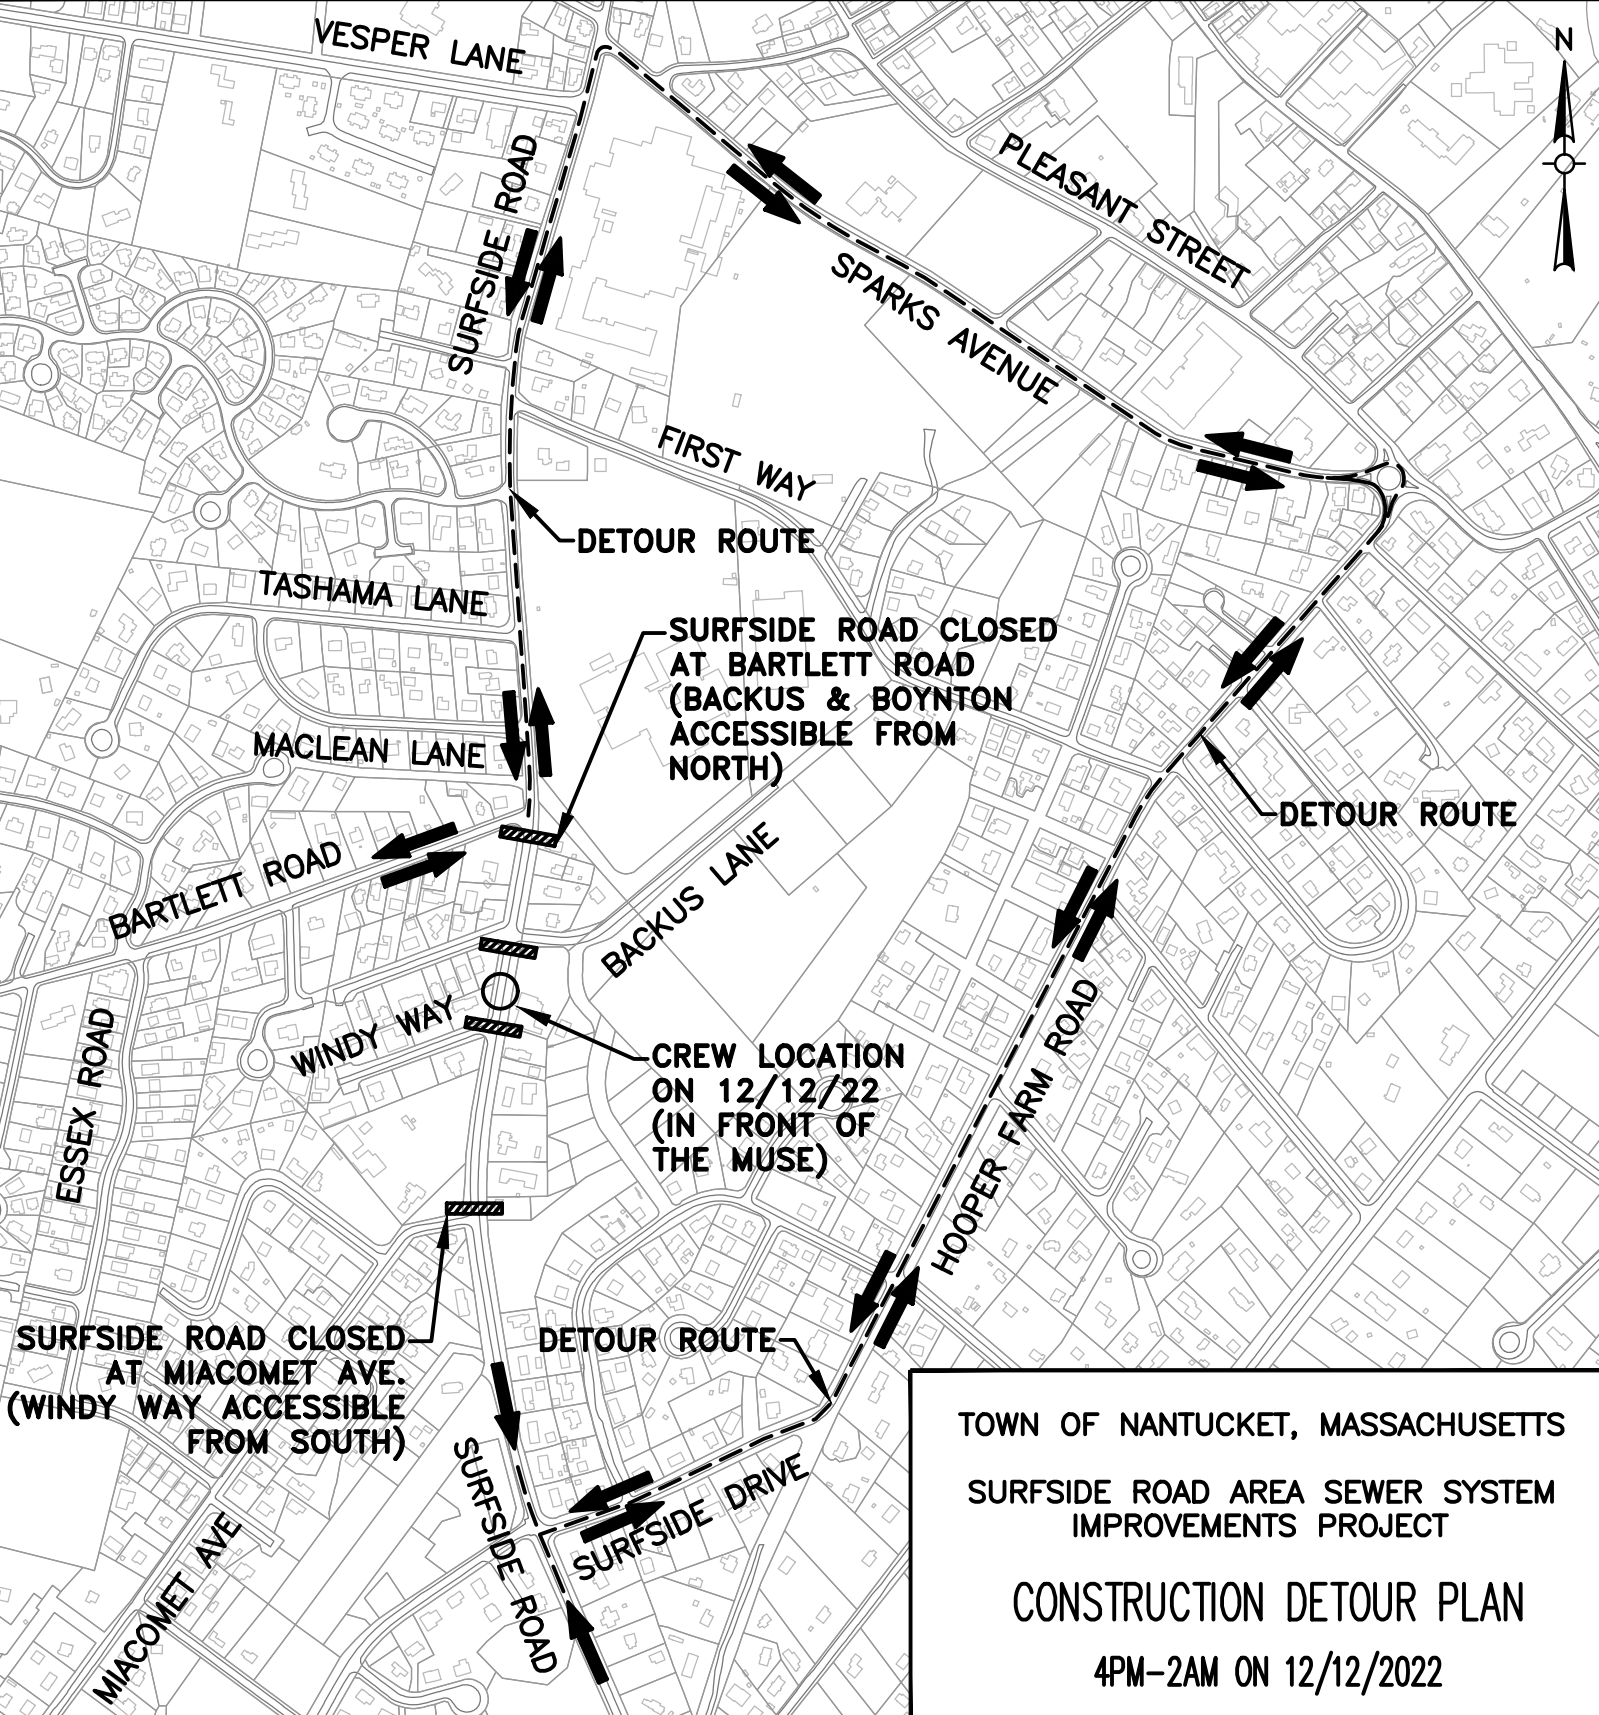 VESPER LANE
N
SURFSIDE ROAD
PLEASANT STREET
SPARKS AVENUE
FIRST WAY
DETOUR ROUTE
TASHAMA LANE
SURFSIDE ROAD CLOSED
AT BARTLETT ROAD
(BACKUS & BOYNTON
ACCESSIBLE FROM
NORTH)
MACLEAN LANE
DETOUR ROUTE
BARTLETT ROAD
BACKUS LANE
WINDY WAY
ESSEX ROAD
CREW LOCATION
ON 12/12/22
(IN FRONT OF
THE MUSE)
HOOPER FARM ROAD
SURFSIDE ROAD CLOSED
AT MIACOMET AVE.
(WINDY WAY ACCESSIBLE
FROM SOUTH)
DETOUR ROUTE
SURFSIDE ROAD
SURFSIDE DRIVE
MIACOMET AVE
TOWN OF NANTUCKET, MASSACHUSETTS
SURFSIDE ROAD AREA SEWER SYSTEM
IMPROVEMENTS PROJECT
CONSTRUCTION DETOUR PLAN
4PM-2AM ON 12/12/2022